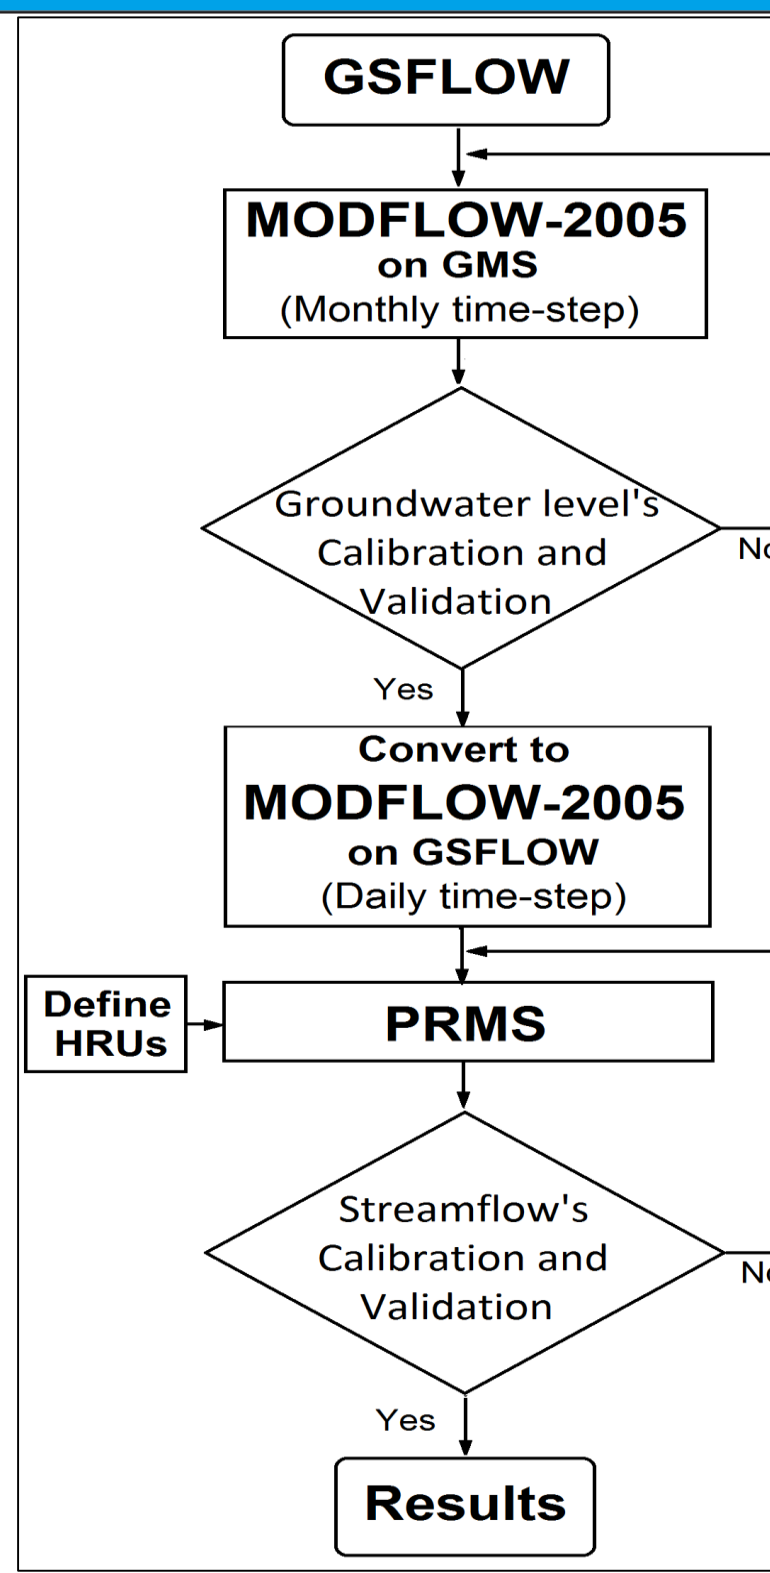 GSFLOW
MODFLOW-2005
on GMS
(Monthly time-step)
Groundwater level's
Calibration and
Validation
Yes
Convert to
MODFLOW-2005
on GSFLOW
(Daily time-step)
Define
HRUs
PRMS
Streamflow's
Calibration and
Validation
Yes
Results